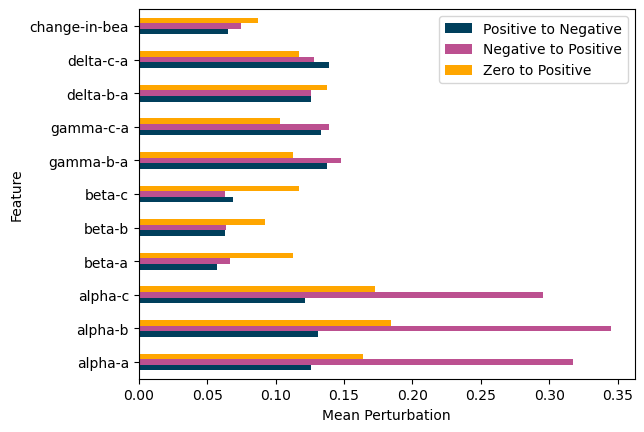 change-in-bea
delta-c-a
delta-b-a
gamma-c-a
gamma-b-a
beta-c
beta-b
beta-a
alpha-c
alpha-b
alpha-a
Feature
Positive to Negative
Negative to Positive
Zero to Positive
0.00 0.05 0.10 0.15 0.20 0.25 0.30 0.35
Mean Perturbation